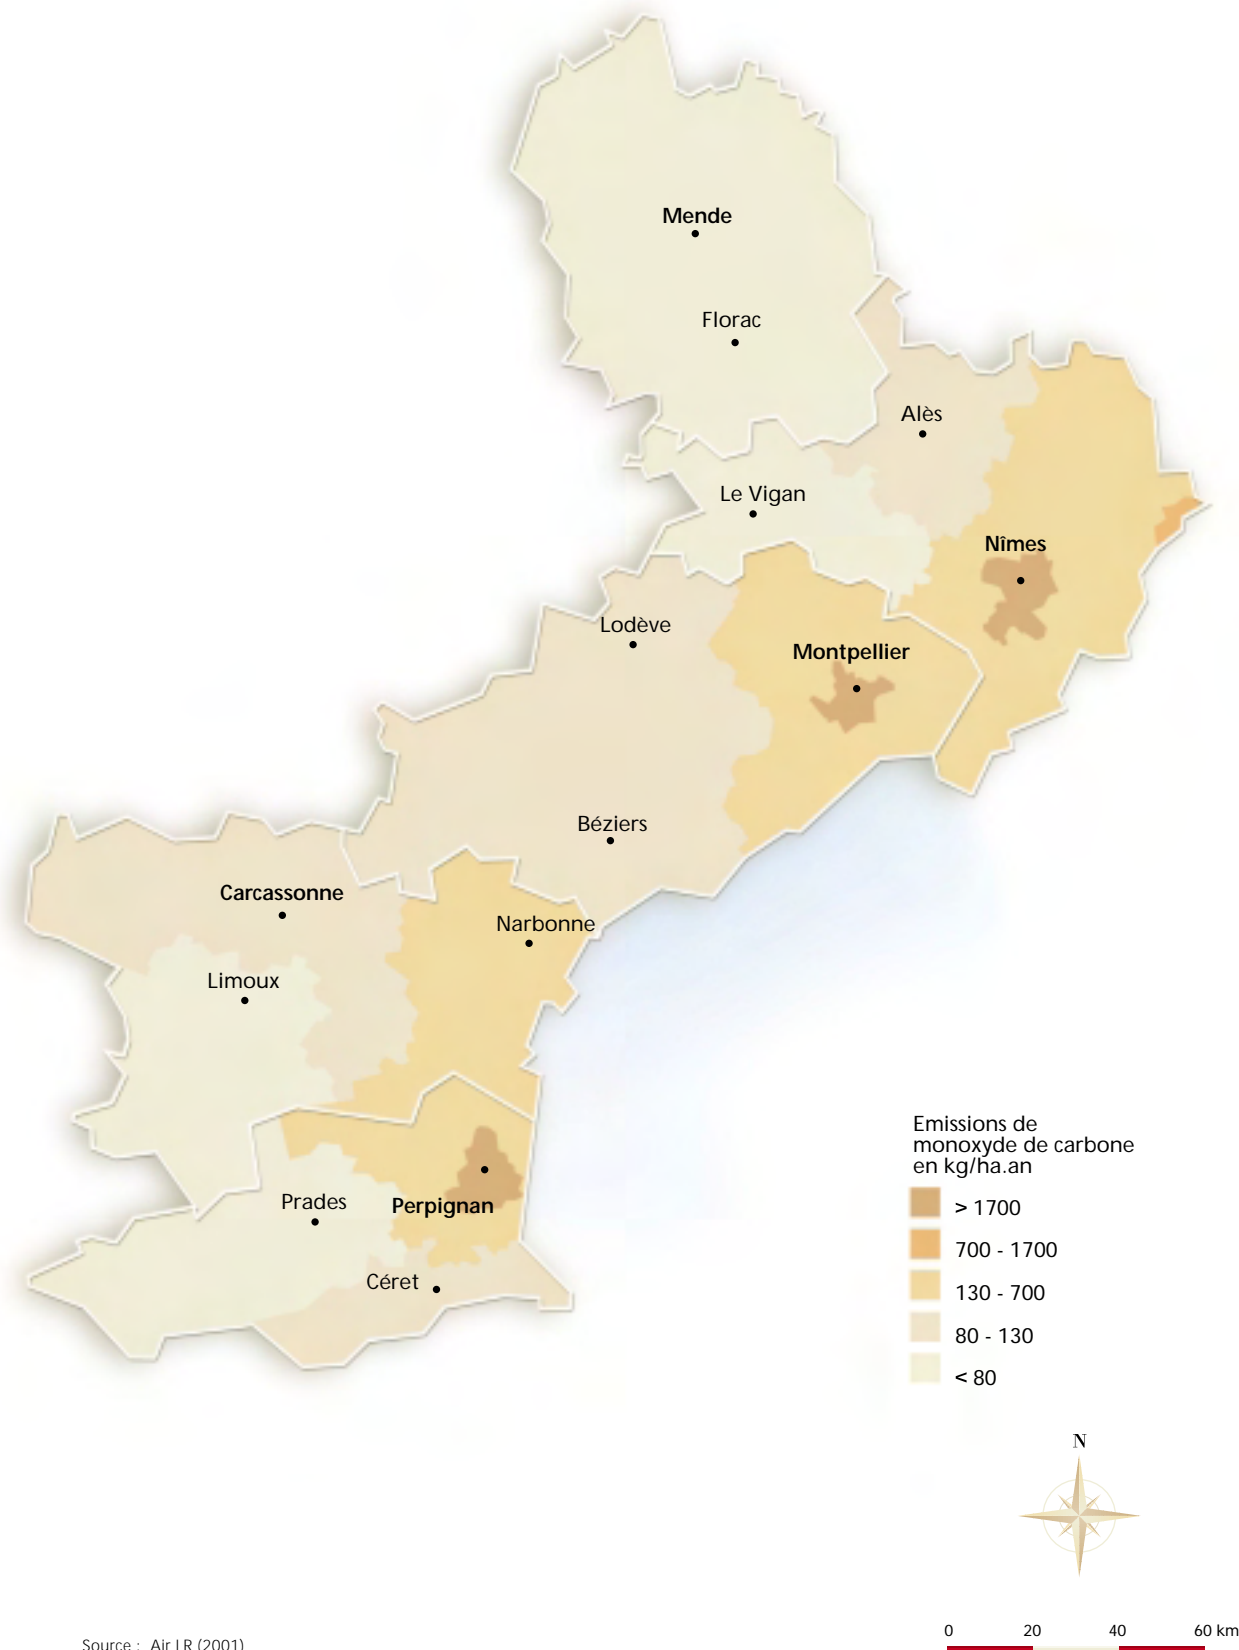 Mende
Florac
Alès
Le Vigan
Nîmes
Lodève
Montpellier
Béziers
Carcassonne
Narbonne
Limoux
Prades
Perpignan
Céret
Emissions de
monoxyde de carbone
en kg/ha.an
> 1700
700 - 1700
130 - 700
80 - 130
< 80
N
0 20 40 60 km
Source : Air LR (2001)